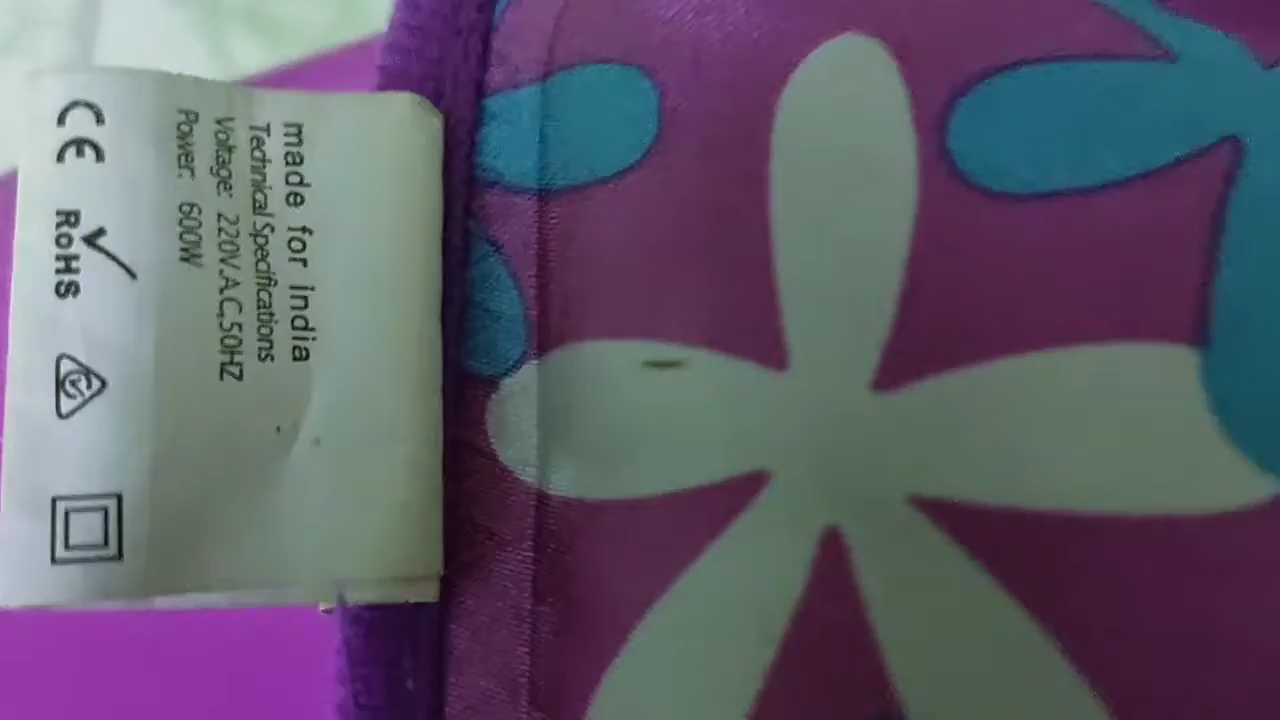 made for india
Technical Specifications
Voltage: 220V.A.C,50HZ
Power: 600W
CE RoHS